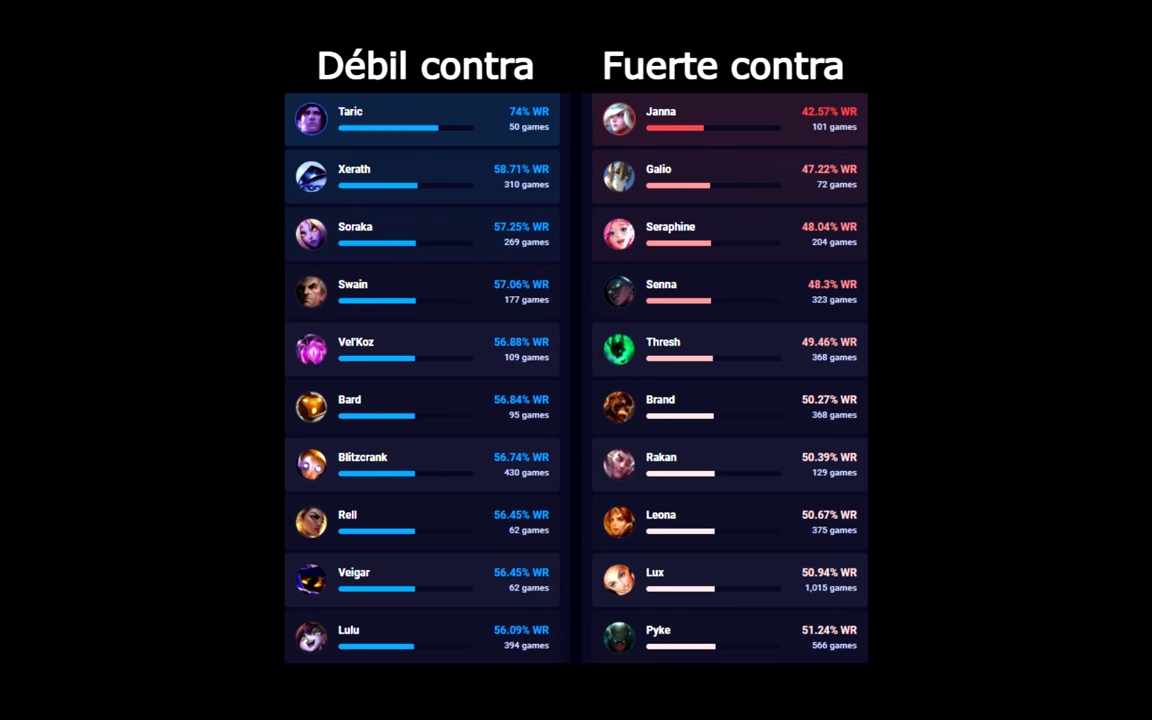 Débil contra
Fuerte contra
Taric
74% WR
50 games
Xerath
58.71% WR
310 games
Soraka
57.25% WR
269 games
Swain
57.06% WR
177 games
Vel'Koz
56.88% WR
109 games
Bard
56.84% WR
95 games
Blitzcrank
56.74% WR
430 games
Rell
56.45% WR
62 games
Veigar
56.45% WR
62 games
Lulu
56.09% WR
394 games
Janna
42.57% WR
101 games
Galio
47.22% WR
72 games
Seraphine
48.04% WR
204 games
Senna
48.3% WR
323 games
Thresh
49.46% WR
368 games
Brand
50.27% WR
368 games
Rakan
50.39% WR
129 games
Leona
50.67% WR
375 games
Lux
50.94% WR
1,015 games
Pyke
51.24% WR
566 games